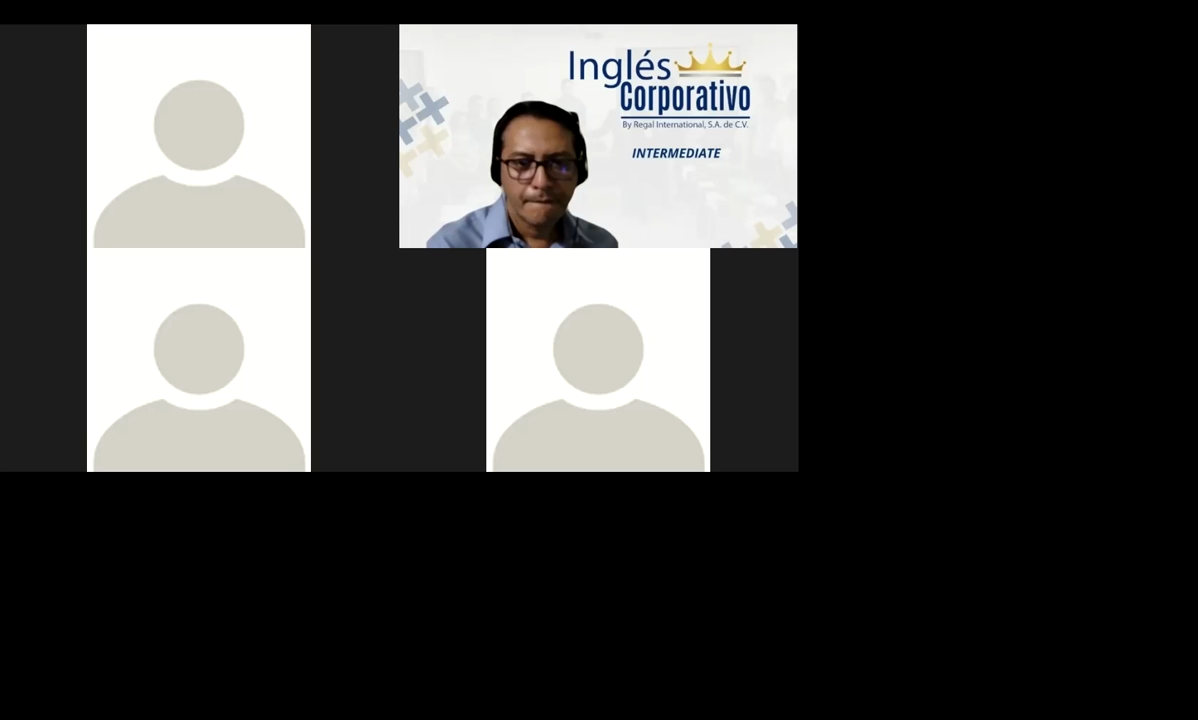 Inglés
Corporativo
By Regal International, S.A. de C.V.
INTERMEDIATE